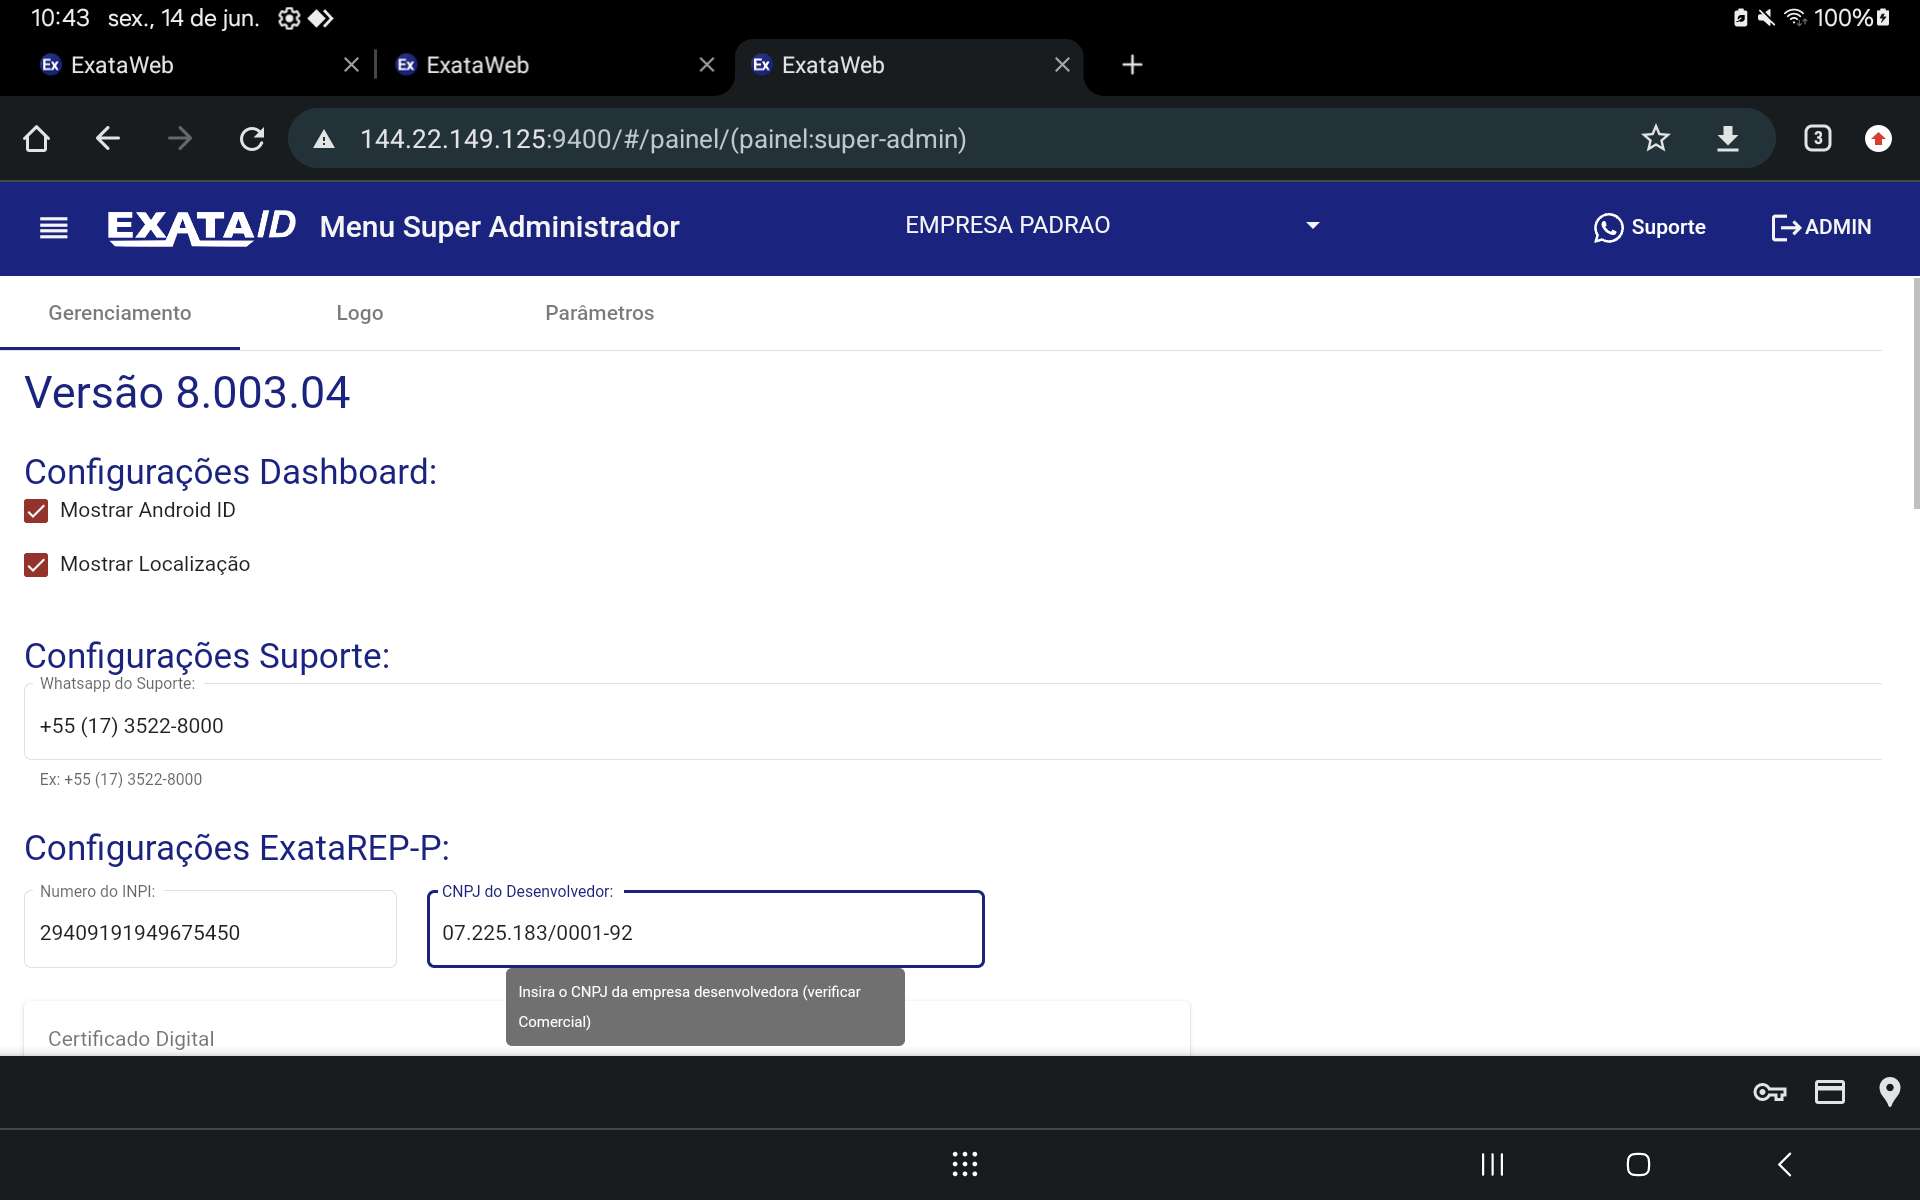 10:43 sex., 14 de jun. 100%
Ex ExataWeb
Ex ExataWeb
Ex ExataWeb
144.22.149.125:9400/#/painel/(painel:super-admin)
3
EXATAID Menu Super Administrador EMPRESA PADRAO Suporte ADMIN
Gerenciamento Logo Parâmetros
Versão 8.003.04
Configurações Dashboard:
Mostrar Android ID
Mostrar Localização
Configurações Suporte:
Whatsapp do Suporte:
+55 (17) 3522-8000
Ex: +55 (17) 3522-8000
Configurações ExataREP-P:
Numero do INPI: CNPJ do Desenvolvedor:
29409191949675450 07.225.183/0001-92
Insira o CNPJ da empresa desenvolvedora (verificar
Comercial)
Certificado Digital